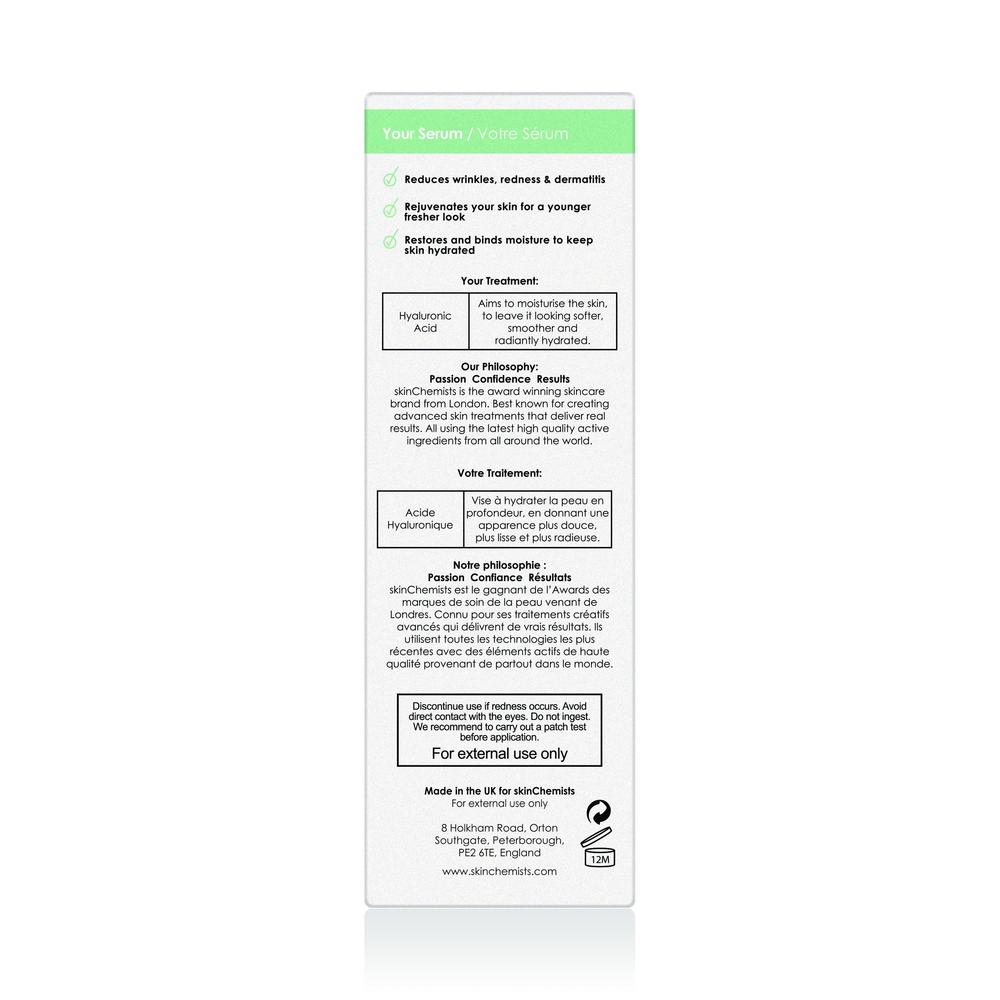 Your Serum / Votre Sérum
Reduces wrinkles, redness & dermatitis
Rejuvenates your skin for a younger
fresher look
Restores and binds moisture to keep
skin hydrated
Your Treatment:
Hyaluronic
Acid
Aims to moisturise the skin,
to leave it looking softer,
smoother and
radiantly hydrated.
Our Philosophy:
Passion Confidence Results
skinChemists is the award winning skincare
brand from London. Best known for creating
advanced skin treatments that deliver real
results. All using the latest high quality active
ingredients from all around the world.
Votre Traitement:
Acide
Hyaluronique
Vise à hydrater la peau en
profondeur, en donnant une
apparence plus douce,
plus lisse et plus radieuse.
Notre philosophie :
Passion Confiance Résultats
skinChemists est le gagnant de l'Awards des
marques de soin de la peau venant de
Londres. Connu pour ses traitements créatifs
avancés qui délivrent de vrais résultats. Ils
utilisent toutes les technologies les plus
récentes avec des éléments actifs de haute
qualité provenant de partout dans le monde.
Discontinue use if redness occurs. Avoid
direct contact with the eyes. Do not ingest.
We recommend to carry out a patch test
before application.
For external use only
Made in the UK for skinChemists
For external use only
8 Holkham Road, Orton
Southgate, Peterborough,
PE2 6TE, England
www.skinchemists.com
12M